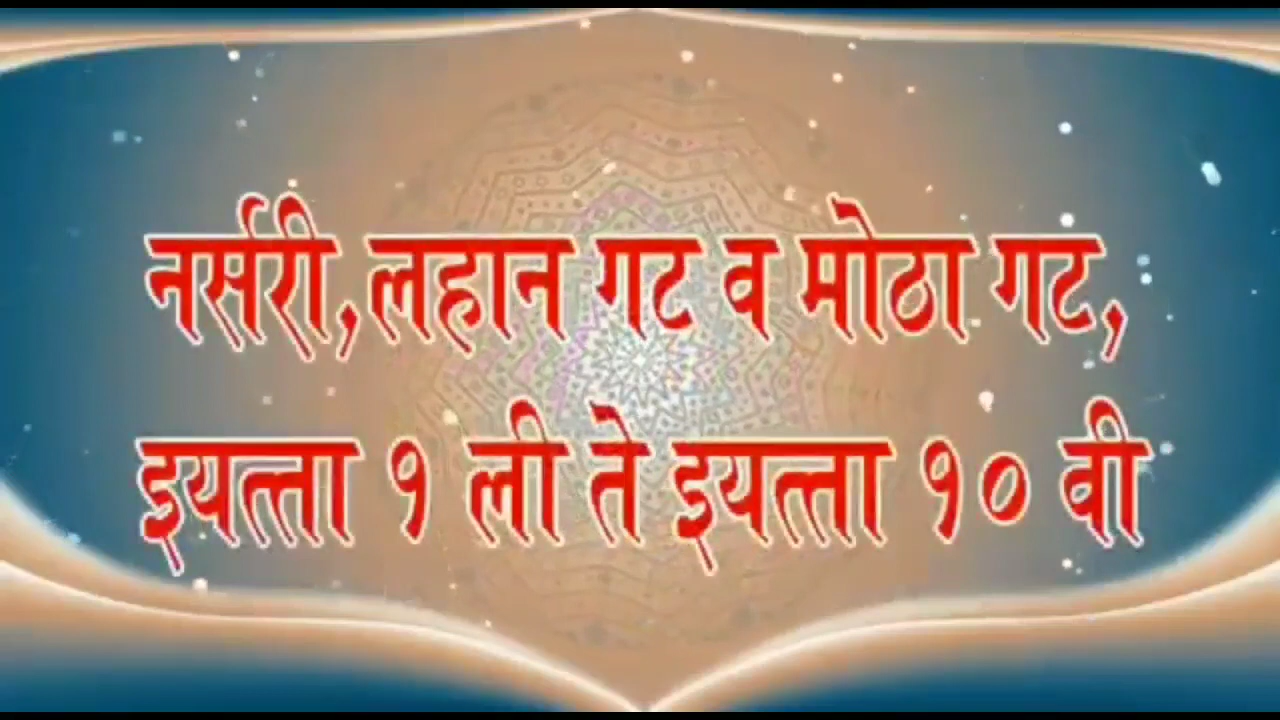 नर्सरी,लहान गट व मोठा गट,
इयत्ता १ ली ते इयत्ता १० वी